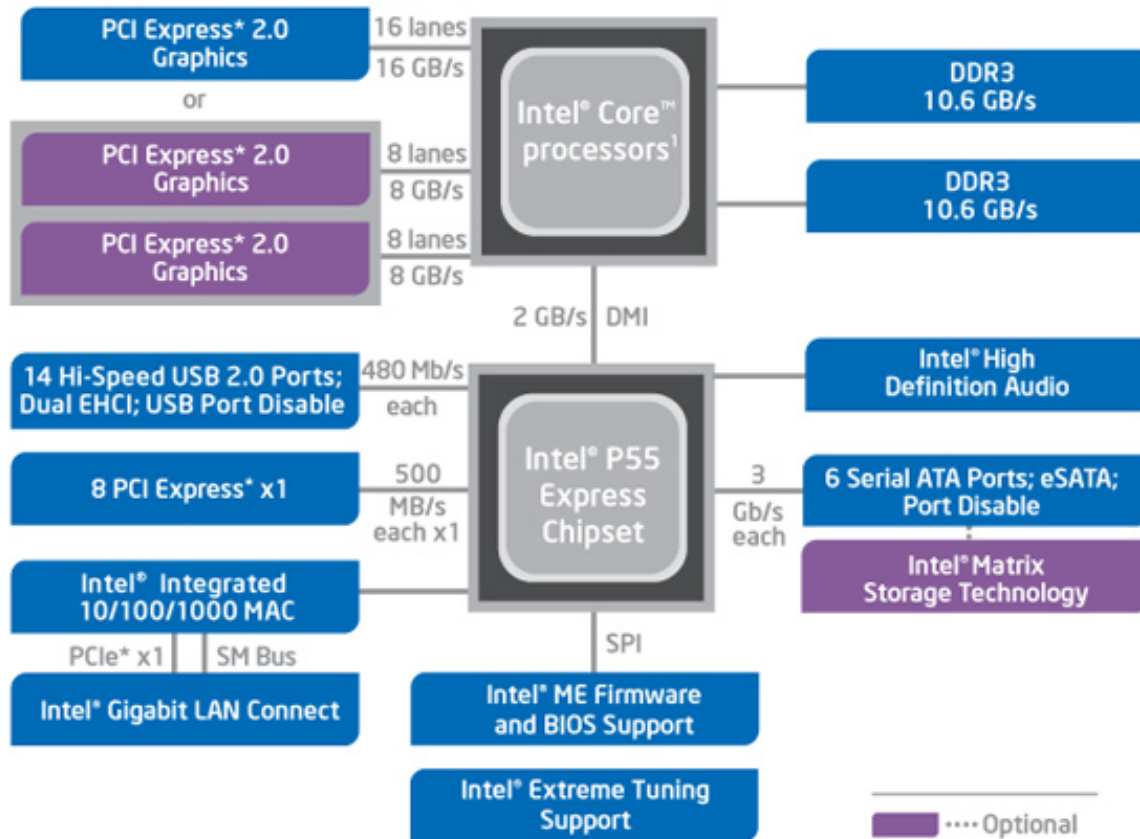 PCI Express* 2.0
Graphics
16 lanes
16 GB/s
or
PCI Express* 2.0
Graphics
8 lanes
8 GB/s
PCI Express* 2.0
Graphics
8 lanes
8 GB/s
Intel® Core™
processors¹
DDR3
10.6 GB/s
DDR3
10.6 GB/s
2 GB/s DMI
14 Hi-Speed USB 2.0 Ports;
Dual EHCI; USB Port Disable
480 Mb/s
each
8 PCI Express* x1
500
MB/s
each x1
Intel® Integrated
10/100/1000 MAC
PCIe* x1
SM Bus
Intel® Gigabit LAN Connect
Intel® P55
Express
Chipset
Intel® High
Definition Audio
3
Gb/s
each
6 Serial ATA Ports; eSATA;
Port Disable
Intel® Matrix
Storage Technology
SPI
Intel® ME Firmware
and BIOS Support
Intel® Extreme Tuning
Support
Optional